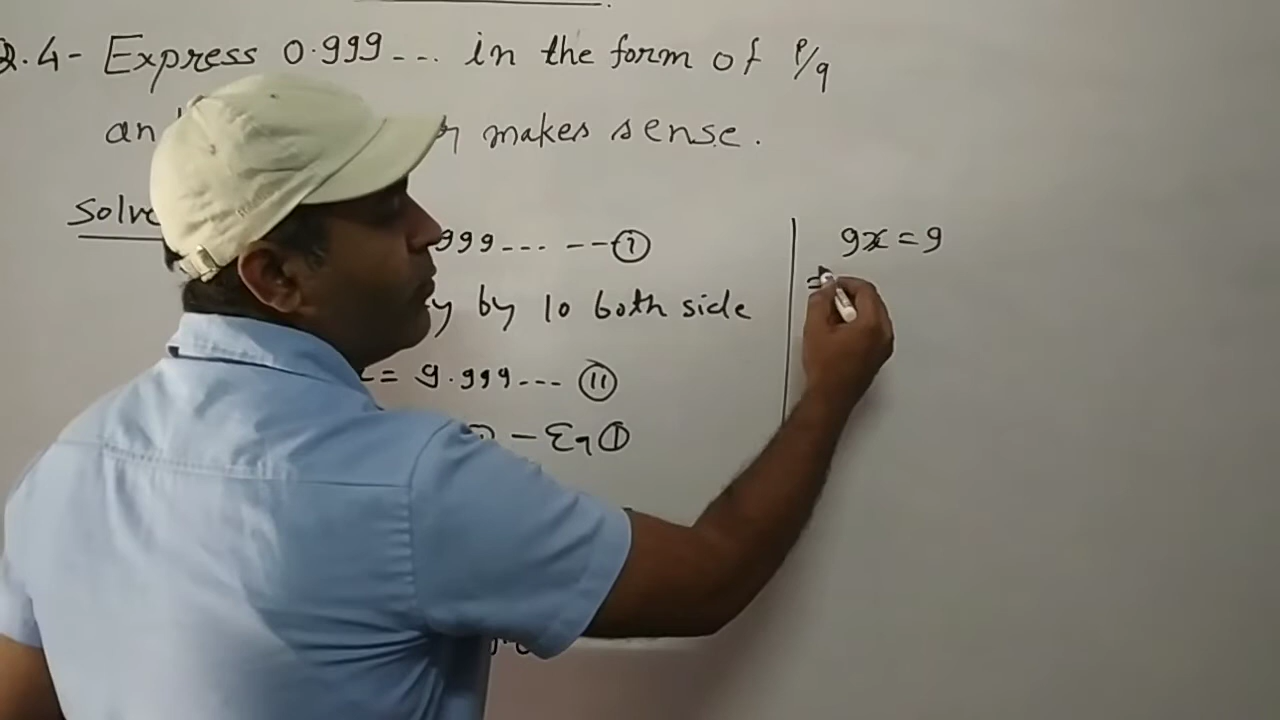 Q.4- Express 0.999... in the form of P/q
an makes sense.
Solve
999... --- ①
y by 10 both side
= 9.999... ⑪
- Eq ①
9x = 9
=